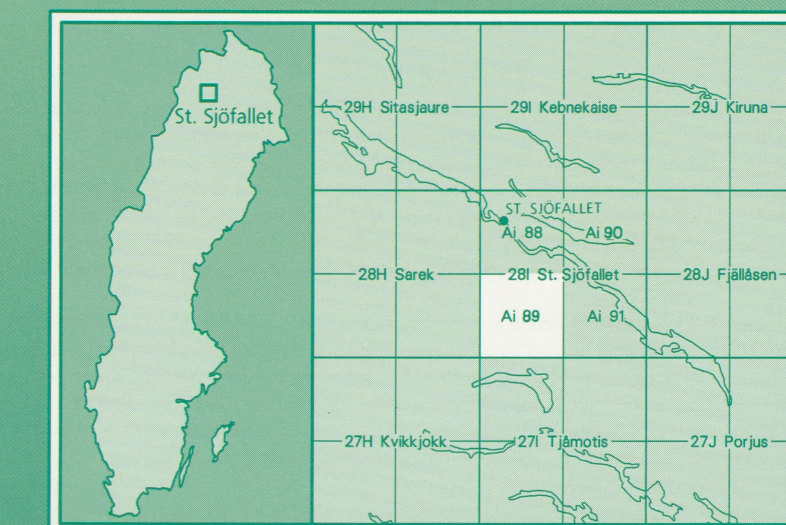 St. Sjöfallet
29H Sitasjaure
29I Kebnekaise
29J Kiruna
ST. SJÖFALLET
Ai 88
Ai 90
28H Sarek
28I St. Sjöfallet
28J Fjällåsen
Ai 89
Ai 91
27H Kvikkjokk
27I Tjåmotis
27J Porjus